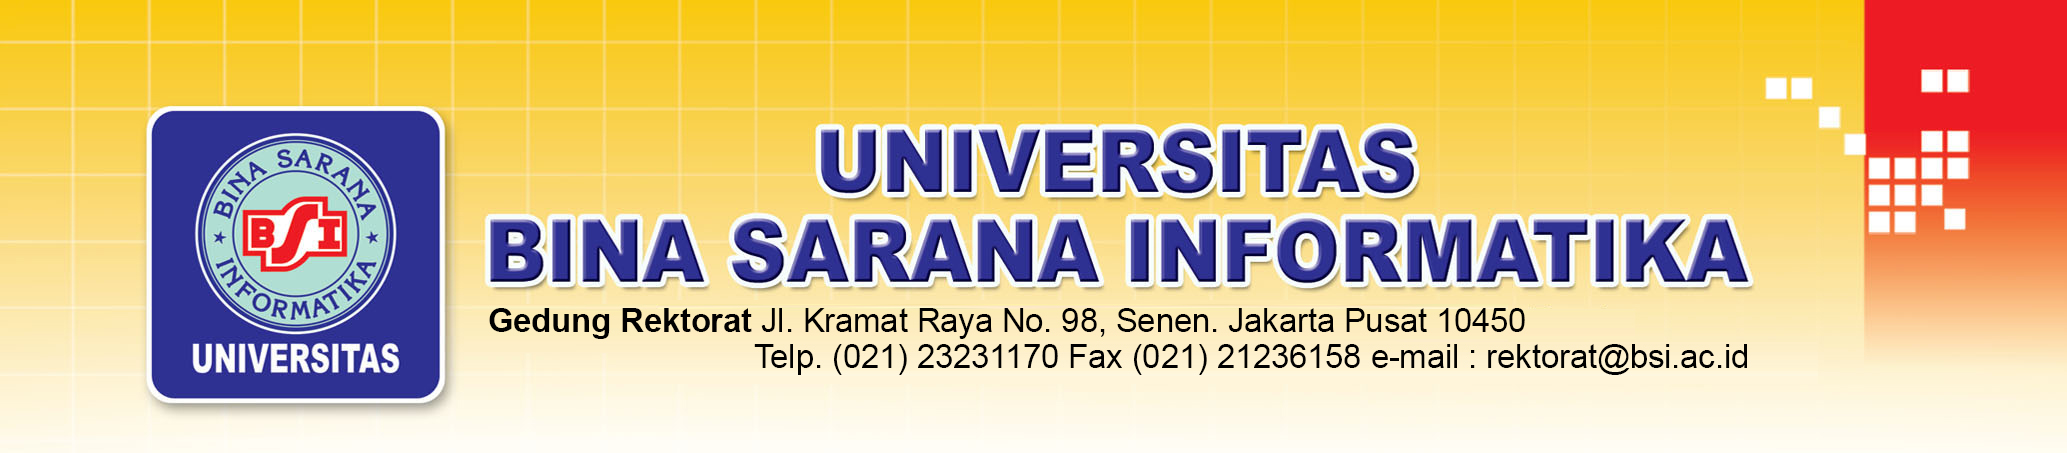 BINA SARANA
BSI
INFORMATIKA
UNIVERSITAS
UNIVERSITAS
BINA SARANA INFORMATIKA
Gedung Rektorat Jl. Kramat Raya No. 98, Senen. Jakarta Pusat 10450
Telp. (021) 23231170 Fax (021) 21236158 e-mail : rektorat@bsi.ac.id